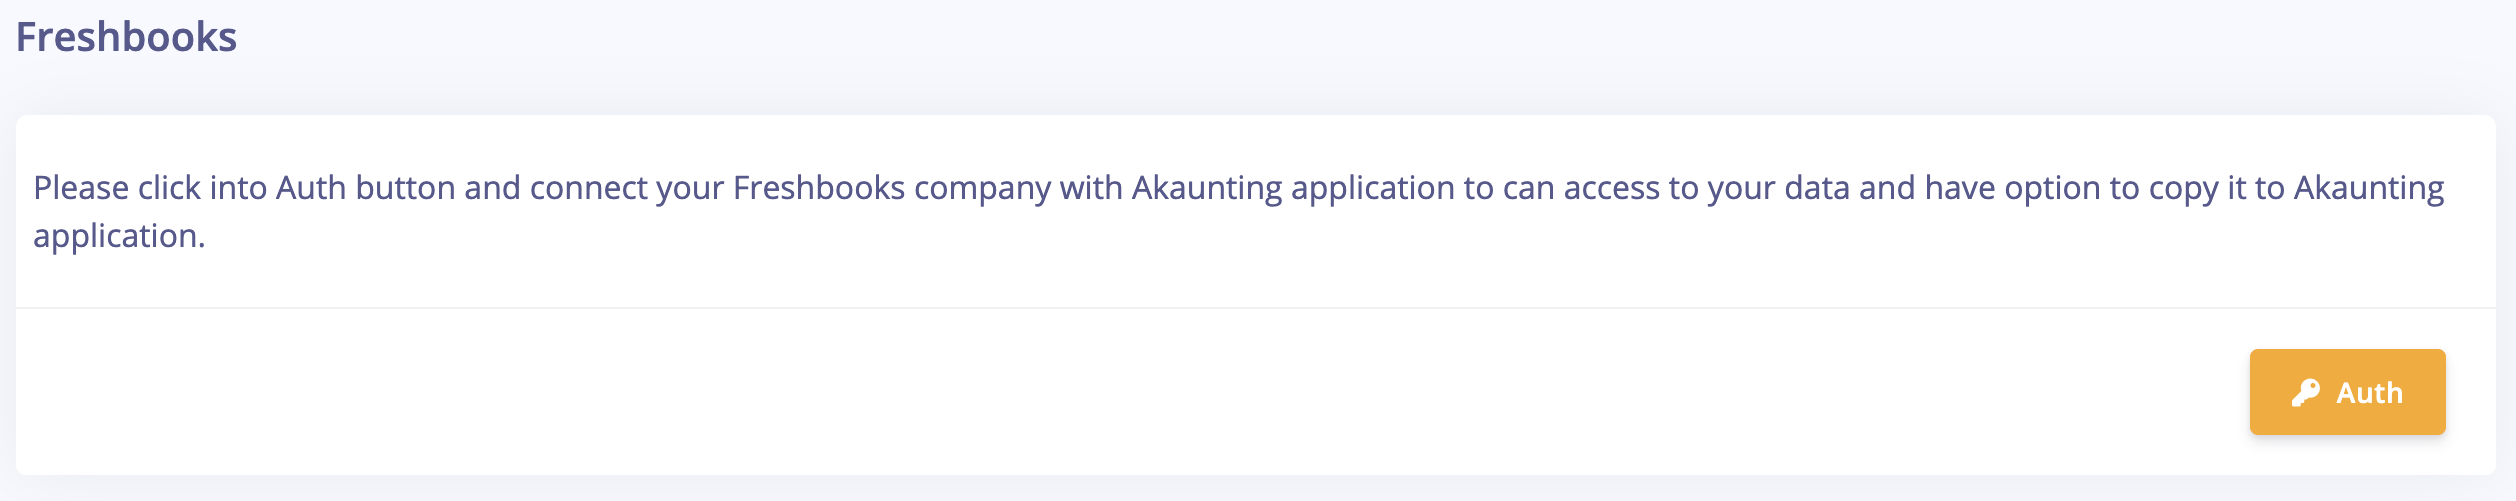 Freshbooks
Please click into Auth button and connect your Freshbooks company with Akaunting application to can access to your data and have option to copy it to Akaunting
application.
Auth